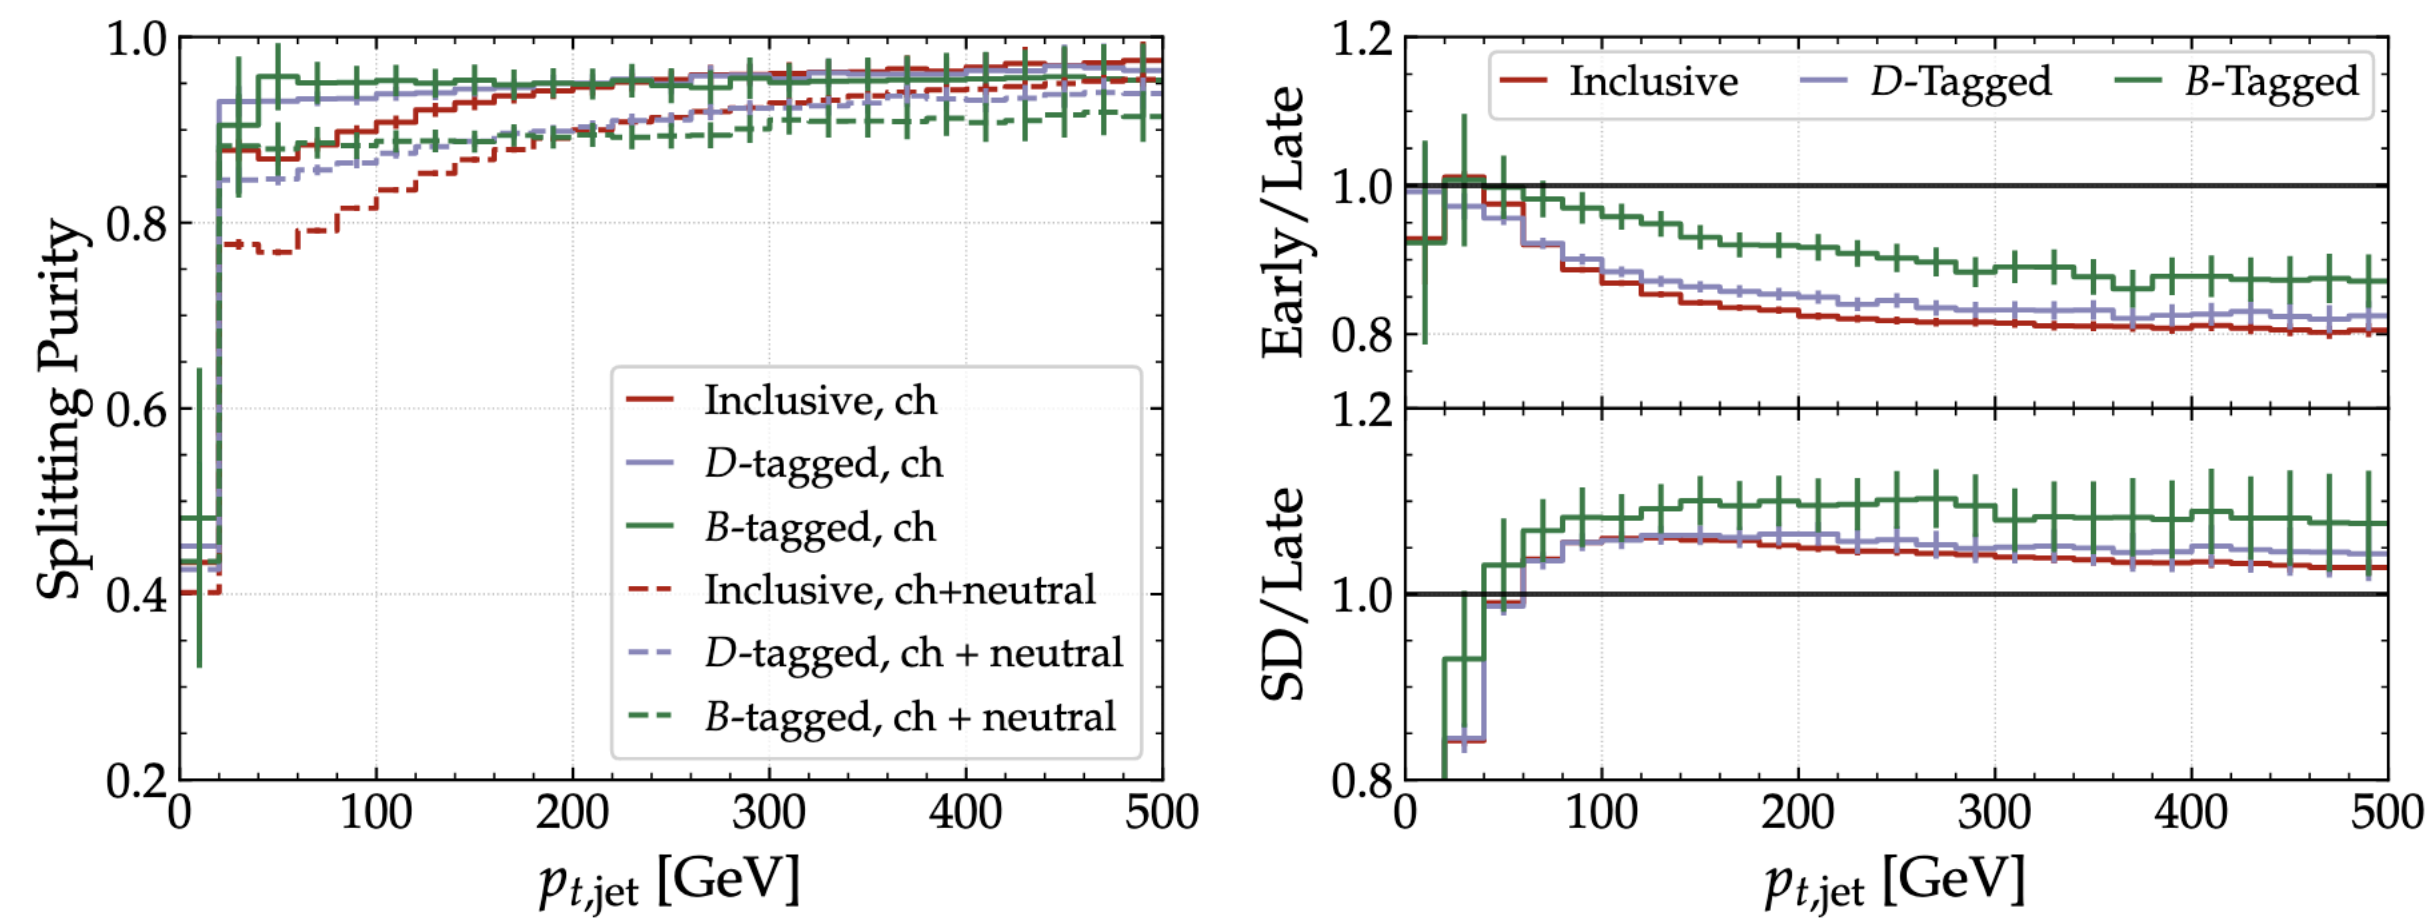 Splitting Purity
1.0
0.8
0.6
0.4
0.2
Inclusive, ch
D-tagged, ch
B-tagged, ch
Inclusive, ch+neutral
D-tagged, ch + neutral
B-tagged, ch + neutral
0 100 200 300 400 500
p_t,jet [GeV]
Early/Late
1.2
1.0
0.8
Inclusive D-Tagged B-Tagged
SD/Late
1.2
1.0
0.8
0 100 200 300 400 500
p_t,jet [GeV]